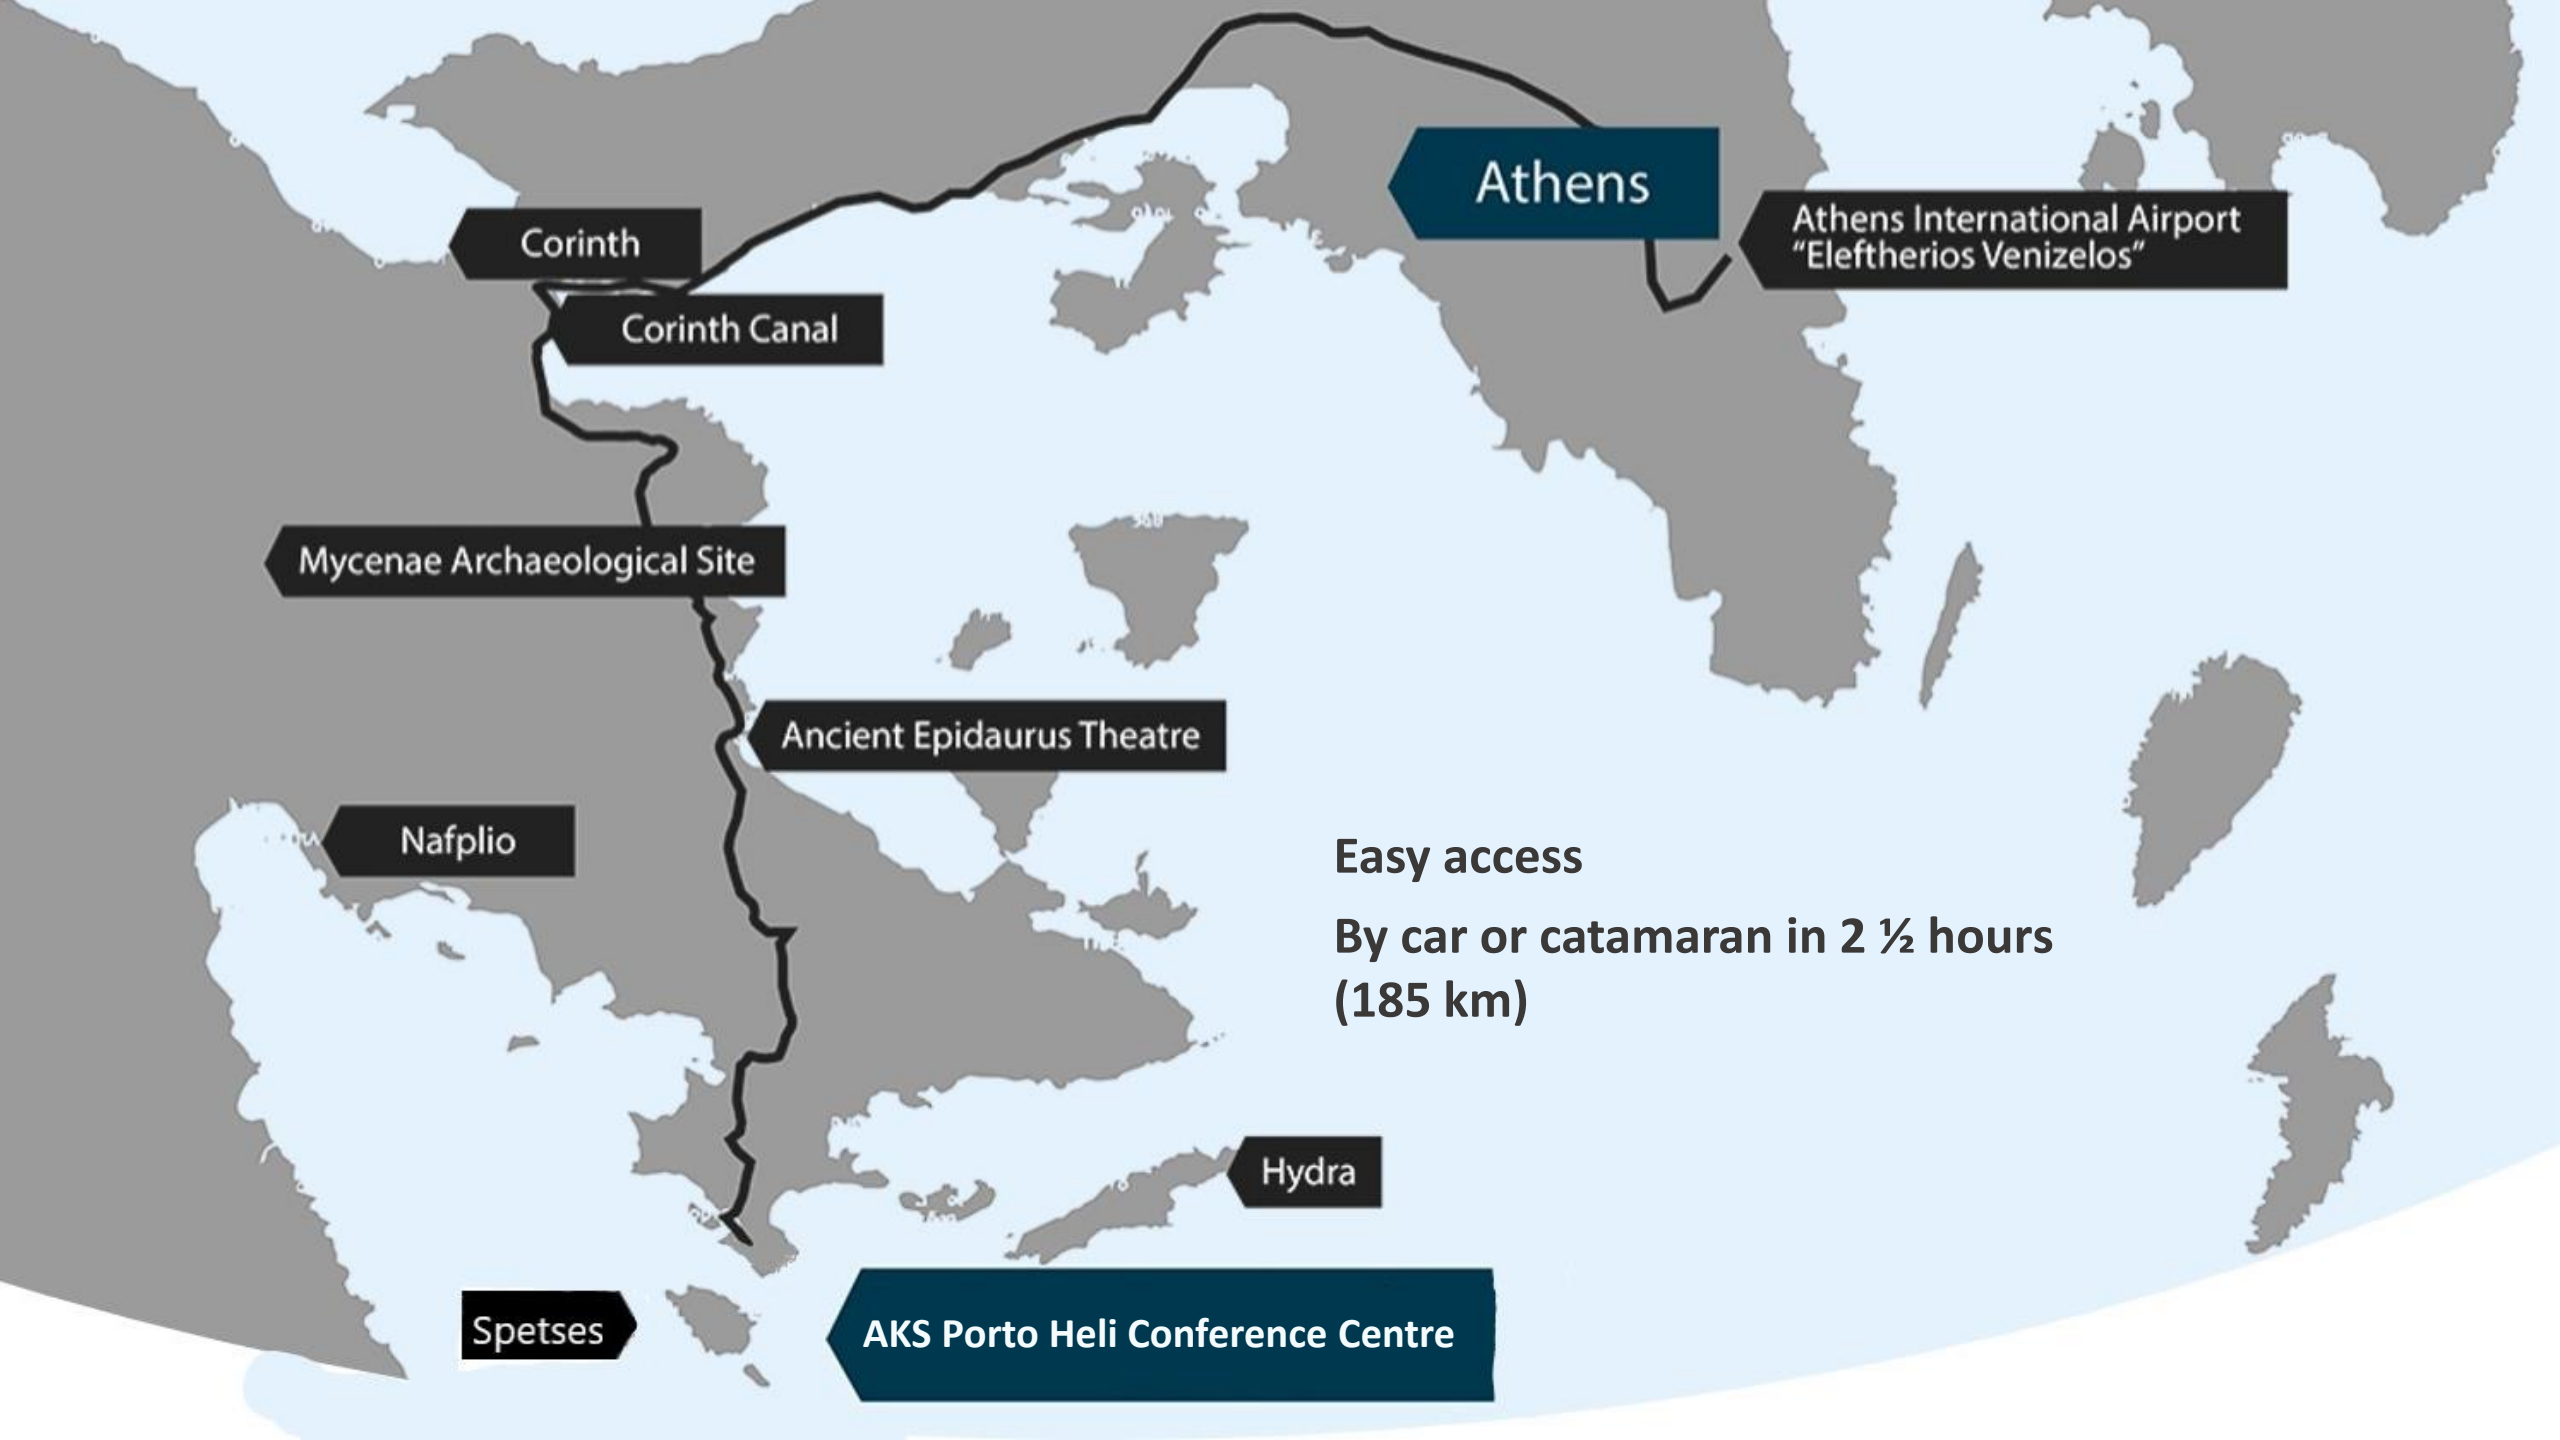 Athens
Athens International Airport
“Eleftherios Venizelos”
Corinth
Corinth Canal
Mycenae Archaeological Site
Ancient Epidaurus Theatre
Nafplio
Easy access
By car or catamaran in 2 ½ hours
(185 km)
Hydra
Spetses
AKS Porto Heli Conference Centre